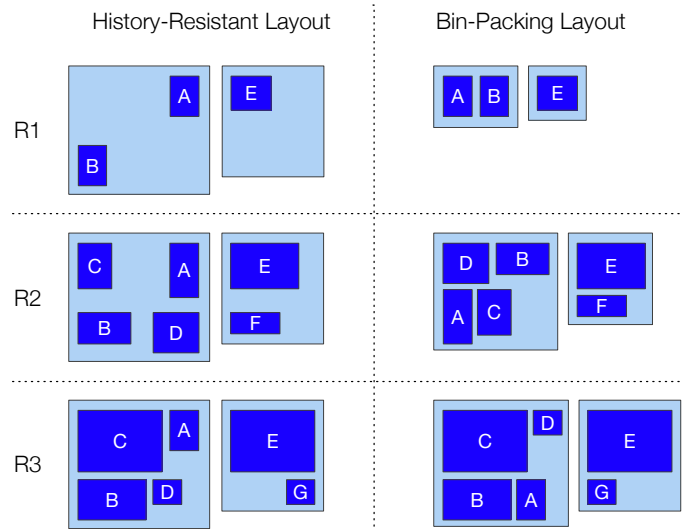 History-Resistant Layout Bin-Packing Layout
R1
A E
B
A B E
R2
C A E
B D F
D B E
A C F
R3
C A E
B D G
C D E
B A G